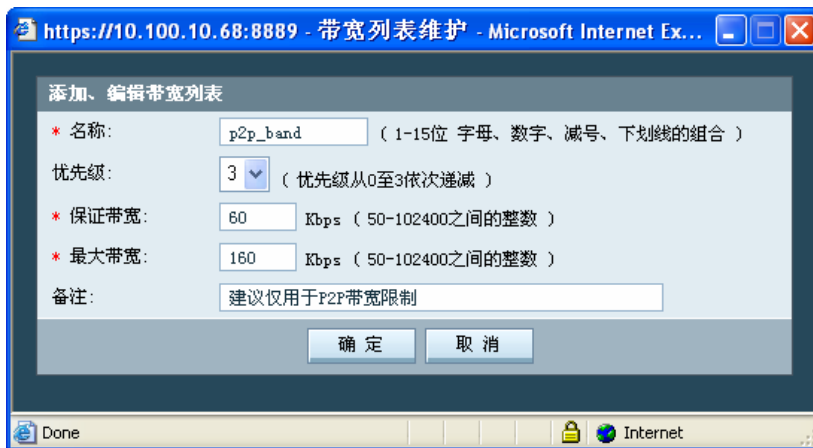 https://10.100.10.68:8889 - 带宽列表维护 - Microsoft Internet Ex...
添加、编辑带宽列表
* 名称: p2p_band ( 1-15位 字母、数字、减号、下划线的组合 )
优先级: 3 ( 优先级从0至3依次递减 )
* 保证带宽: 60 Kbps ( 50-102400之间的整数 )
* 最大带宽: 160 Kbps ( 50-102400之间的整数 )
备注: 建议仅用于P2P带宽限制
确 定 取 消
Done Internet